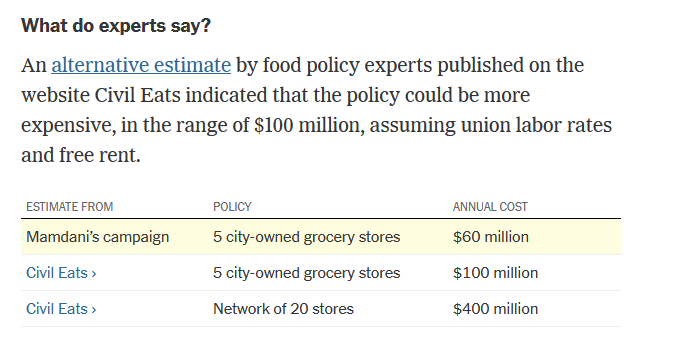 What do experts say?
An alternative estimate by food policy experts published on the
website Civil Eats indicated that the policy could be more
expensive, in the range of $100 million, assuming union labor rates
and free rent.
ESTIMATE FROM POLICY ANNUAL COST
Mamdani’s campaign 5 city-owned grocery stores $60 million
Civil Eats › 5 city-owned grocery stores $100 million
Civil Eats › Network of 20 stores $400 million